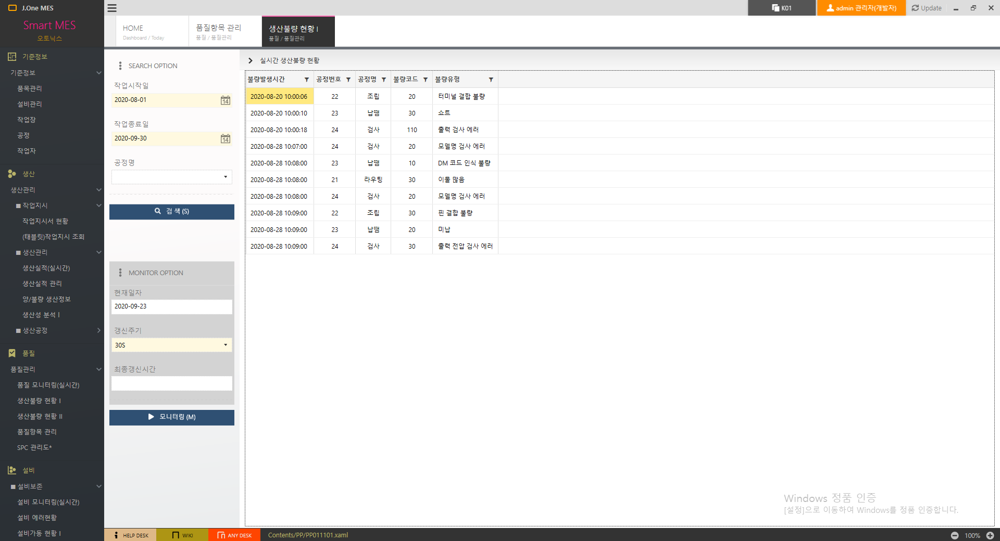 J.One MES
K01
admin 관리자(개발자)
Update
Smart MES
오토닉스
HOME
Dashboard / Today
품질항목 관리
품질 / 품질관리
생산불량 현황 I
품질 / 품질관리
기준정보
기준정보
품목관리
설비관리
작업장
공정
작업자
생산
생산관리
■ 작업지시
작업지시서 현황
(태블릿)작업지시 조회
■ 생산관리
생산실적(실시간)
생산실적 관리
양/불량 생산정보
생산성 분석 I
■ 생산공정
품질
품질관리
품질 모니터링(실시간)
생산불량 현황 I
생산불량 현황 II
품질항목 관리
SPC 관리도*
설비
■ 설비보존
설비 모니터링(실시간)
설비 에러현황
설비가동 현황 I
SEARCH OPTION
작업시작일
2020-08-01
14
작업종료일
2020-09-30
14
공정명
검 색 (S)
MONITOR OPTION
현재일자
2020-09-23
갱신주기
30S
최종갱신시간
모니터링 (M)
실시간 생산불량 현황
불량발생시간 공정번호 공정명 불량코드 불량유형
2020-08-20 10:00:06 22 조립 20 터미널 결합 불량
2020-08-20 10:00:10 23 납땜 30 쇼트
2020-08-20 10:00:18 24 검사 110 출력 검사 에러
2020-08-28 10:07:00 24 검사 20 모델명 검사 에러
2020-08-28 10:08:00 23 납땜 10 DM 코드 인식 불량
2020-08-28 10:08:00 21 라우팅 30 이물 많음
2020-08-28 10:08:00 24 검사 20 모델명 검사 에러
2020-08-28 10:09:00 22 조립 30 핀 결합 불량
2020-08-28 10:09:00 23 납땜 20 미납
2020-08-28 10:09:00 24 검사 30 출력 전압 검사 에러
Windows 정품 인증
[설정]으로 이동하여 Windows를 정품 인증합니다.
HELP DESK
WIKI
ANY DESK
Contents/PP/PP011101.xaml
100%